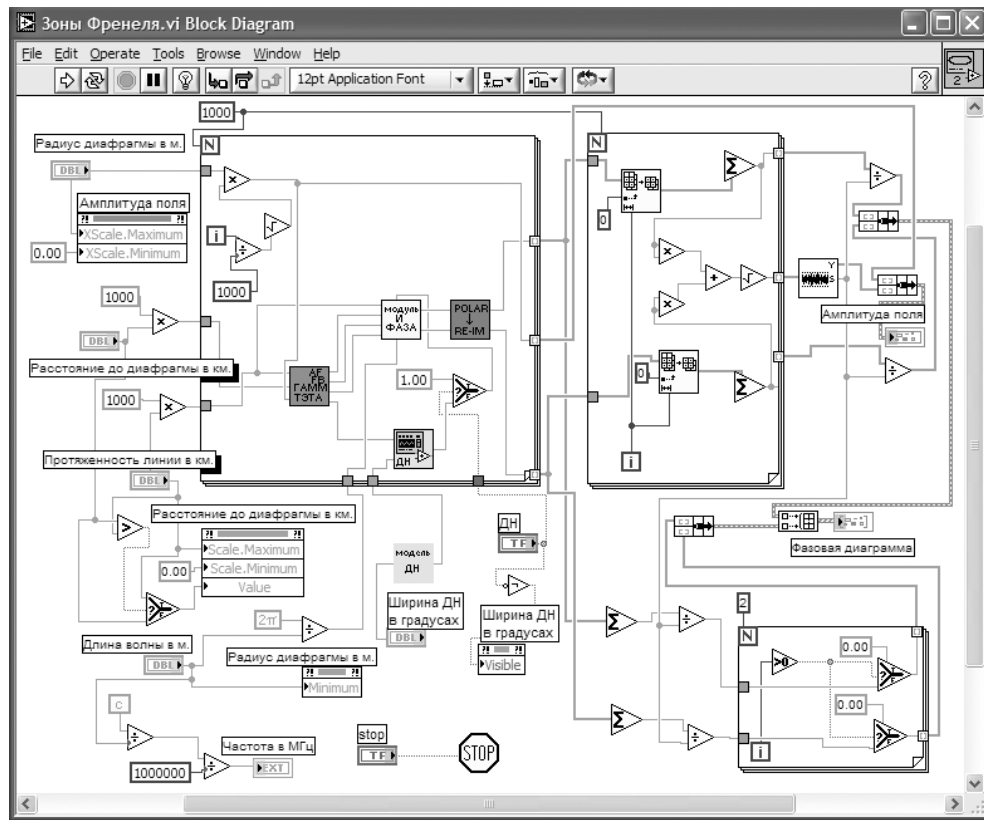 Зоны Френеля.vi Block Diagram
File Edit Operate Tools Browse Window Help
12pt Application Font
2
1000
N
N
Радиус диафрагмы в м.
DBL
Амплитуда поля
XScale.Maximum
0.00
XScale.Minimum
i
1000
0
Σ
1000
DBL
Расстояние до диафрагмы в км.
1000
модуль
И
ФАЗА
POLAR
RE-IM
AF
FB
ГАММ
ТЭТА
1.00
ДН
Y
S
Амплитуда поля
0
Σ
i
Протяженность линии в км.
DBL
Расстояние до диафрагмы в км.
Scale.Maximum
0.00
Scale.Minimum
Value
модель
ДН
ДН
TF
Фазовая диаграмма
Ширина ДН
в градусах
DBL
Ширина ДН
в градусах
Visible
2π
Длина волны в м.
DBL
Радиус диафрагмы в м.
Minimum
Σ
Σ
2
N
>0
0.00
0.00
i
c
1000000
Частота в МГц
EXT
stop
TF
STOP